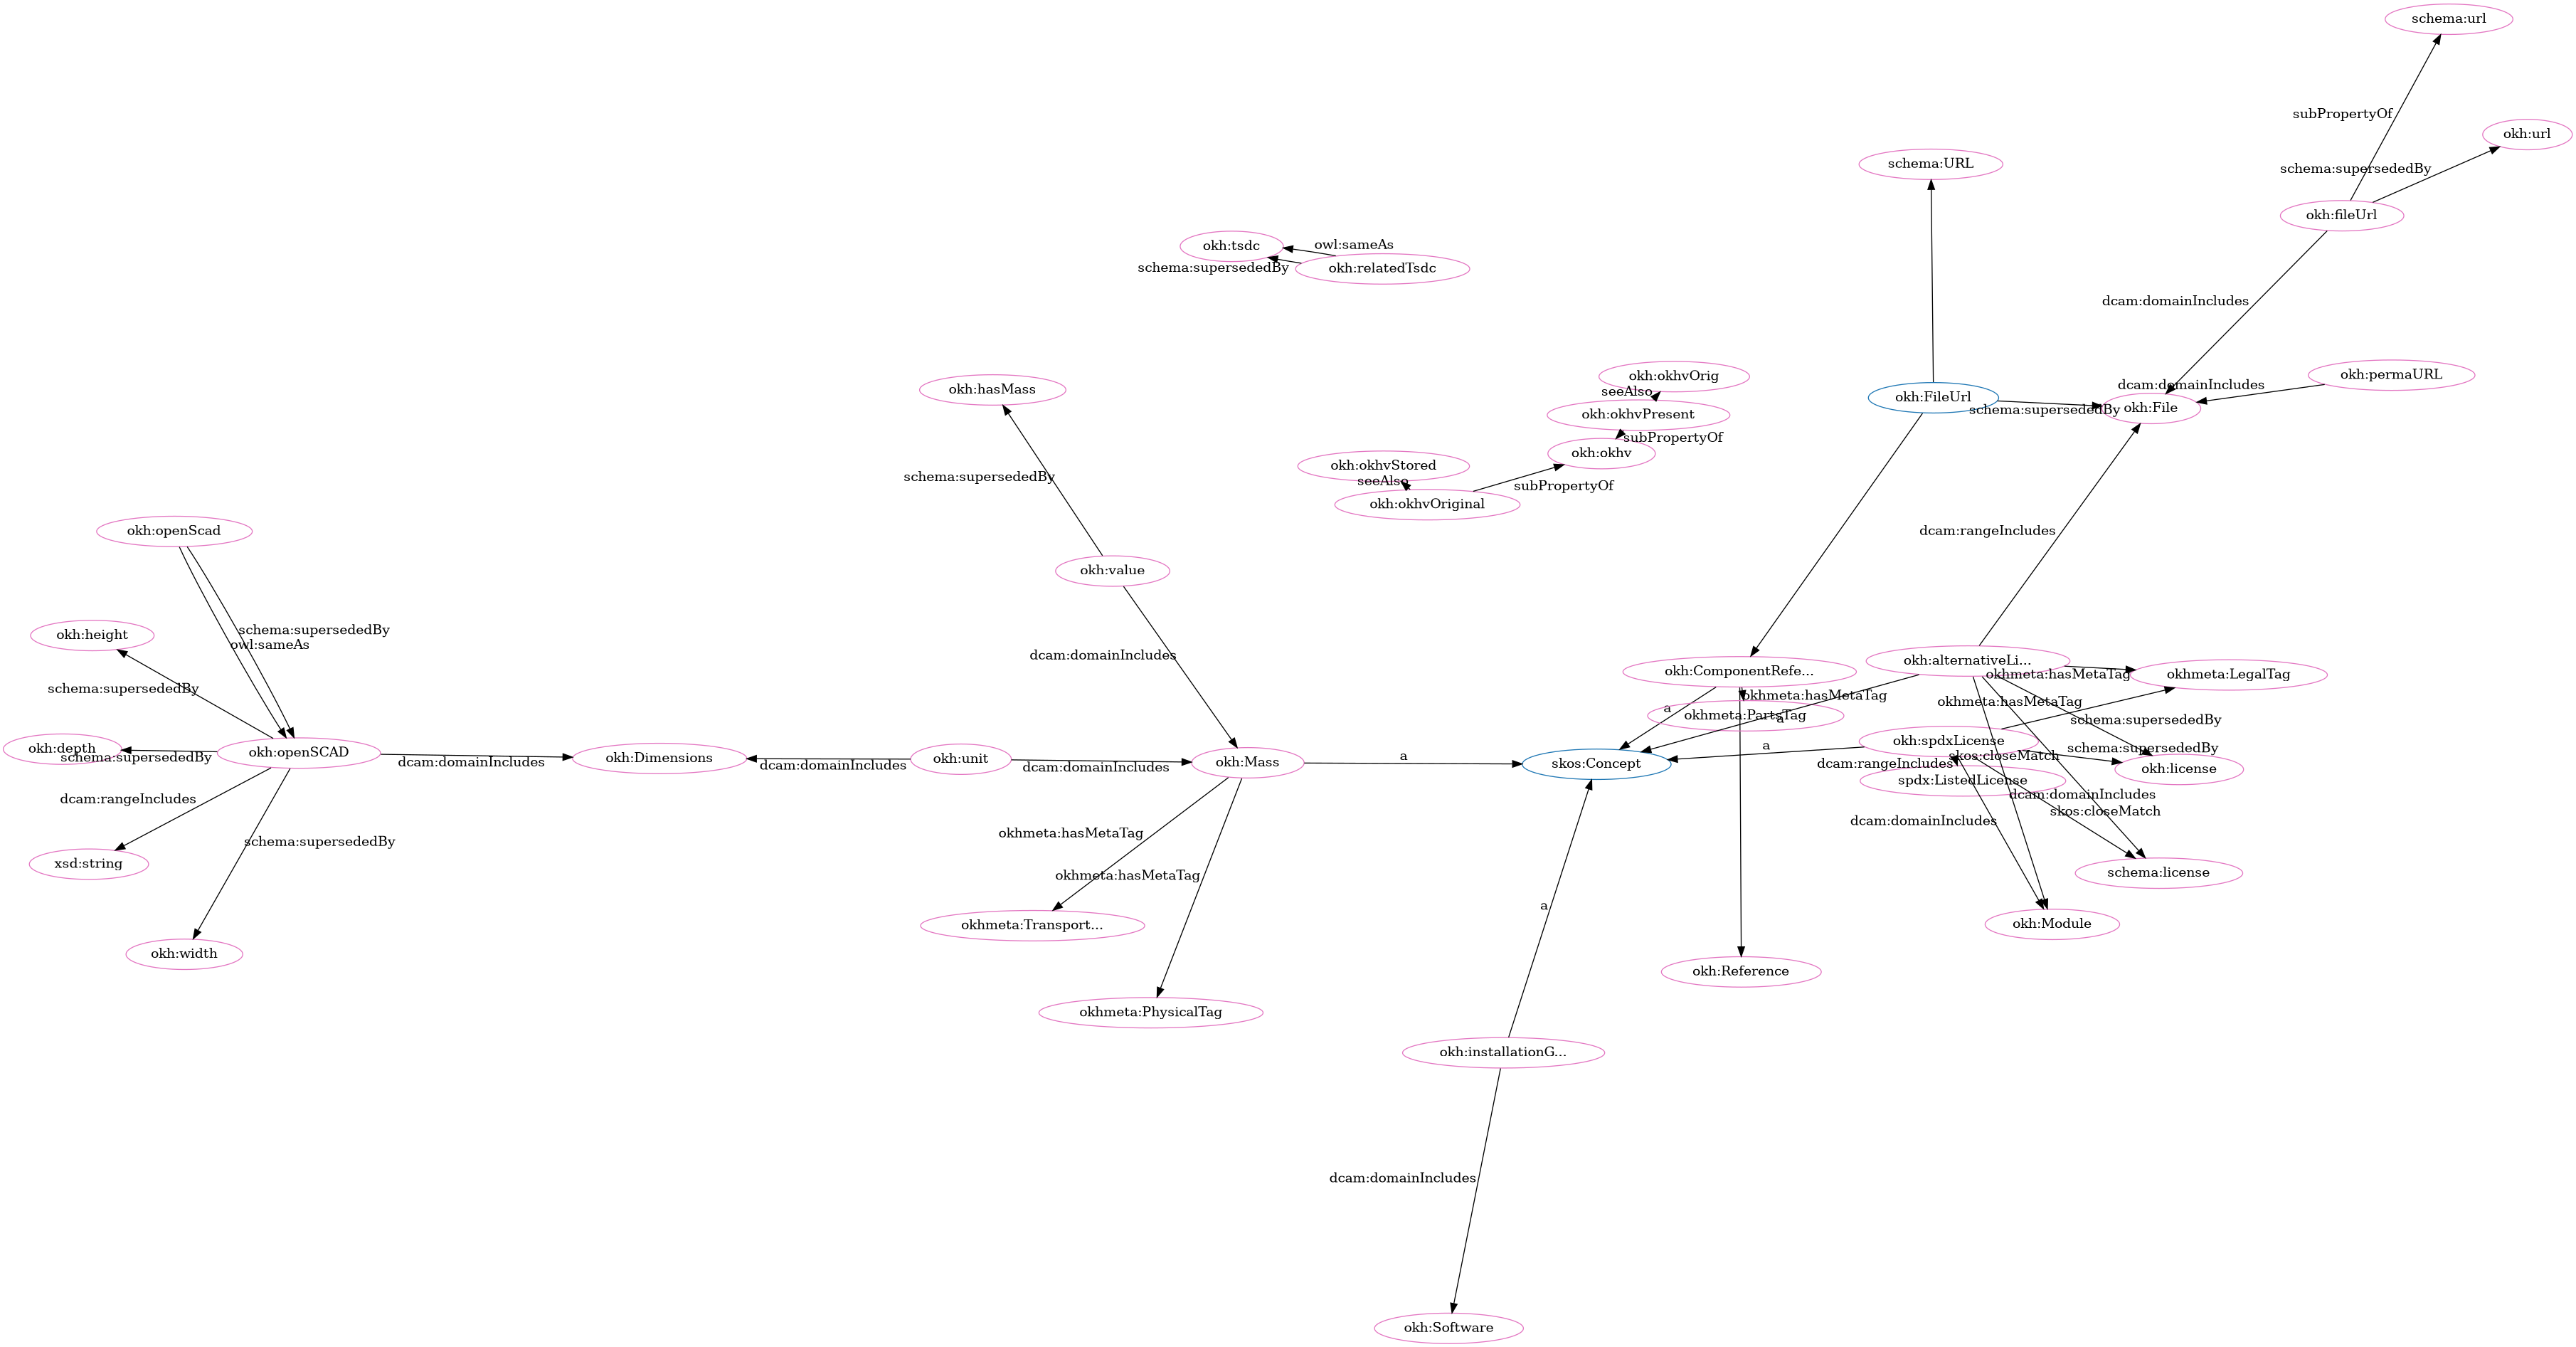 schema:url
okh:url
subPropertyOf
schema:URL
schema:supersededBy
okh:fileUrl
okh:tsdc
owl:sameAs
schema:supersededBy
okh:relatedTsdc
dcam:domainIncludes
okh:hasMass
okh:okhvOrig
seeAlso
okh:okhvPresent
okh:FileUrl
schema:supersededBy
dcam:domainIncludes
okh:permaURL
okh:File
subPropertyOf
okh:okhv
okh:okhvStored
seeAlso
okh:okhvOriginal
subPropertyOf
schema:supersededBy
okh:openScad
dcam:rangeIncludes
okh:value
okh:height
schema:supersededBy
owl:sameAs
dcam:domainIncludes
okh:ComponentRefe...
okh:alternativeLi...
okhmeta:hasMetaTag
okhmeta:LegalTag
schema:supersededBy
okhmeta:hasMetaTag
okhmeta:hasMetaTag
a
okhmeta:PartsTag
a
schema:supersededBy
okh:depth
schema:supersededBy
okh:openSCAD
dcam:domainIncludes
okh:Dimensions
dcam:domainIncludes
okh:unit
dcam:domainIncludes
okh:Mass
a
skos:Concept
a
okh:spdxLicense
skos:closeMatch
schema:supersededBy
dcam:rangeIncludes
okh:license
spdx:ListedLicense
dcam:domainIncludes
skos:closeMatch
dcam:domainIncludes
dcam:rangeIncludes
schema:supersededBy
xsd:string
okhmeta:hasMetaTag
okhmeta:hasMetaTag
schema:license
a
okhmeta:Transport...
okh:Module
okh:width
okh:Reference
okhmeta:PhysicalTag
okh:installationG...
dcam:domainIncludes
okh:Software